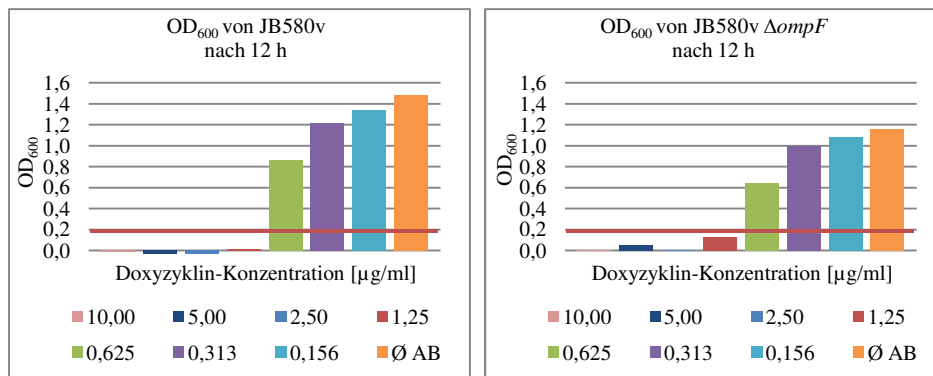 OD₆₀₀ von JB580v
nach 12 h
1,6
1,4
1,2
1,0
0,8
0,6
0,4
0,2
0,0
OD₆₀₀
Doxyzyklin-Konzentration [µg/ml]
10,00 5,00 2,50 1,25
0,625 0,313 0,156 Ø AB
OD₆₀₀ von JB580v ΔompF
nach 12 h
1,6
1,4
1,2
1,0
0,8
0,6
0,4
0,2
0,0
OD₆₀₀
Doxyzyklin-Konzentration [µg/ml]
10,00 5,00 2,50 1,25
0,625 0,313 0,156 Ø AB